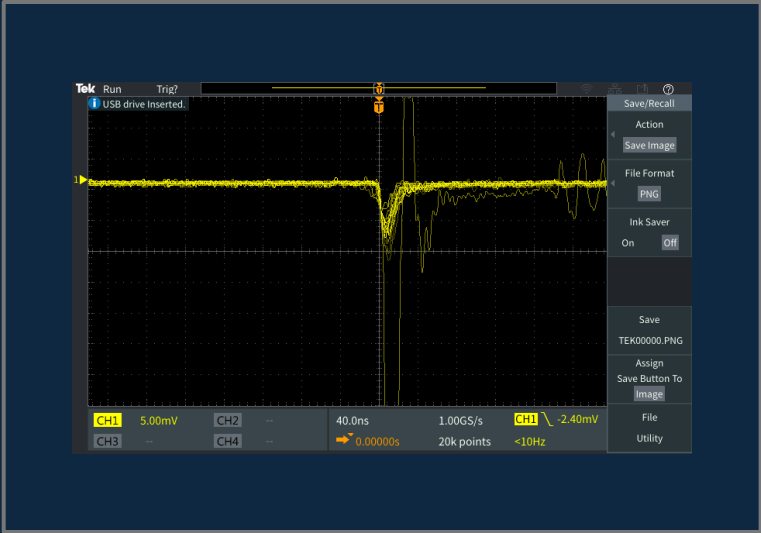 Tek Run Trig?
T
T
USB drive Inserted.
Save/Recall
Action
Save Image
File Format
PNG
1
Ink Saver
On Off
Save
TEK00000.PNG
Assign
Save Button To
Image
File
Utility
CH1 5.00mV CH2 -- 40.0ns 1.00GS/s CH1 -2.40mV
CH3 -- CH4 -- 0.00000s 20k points <10Hz